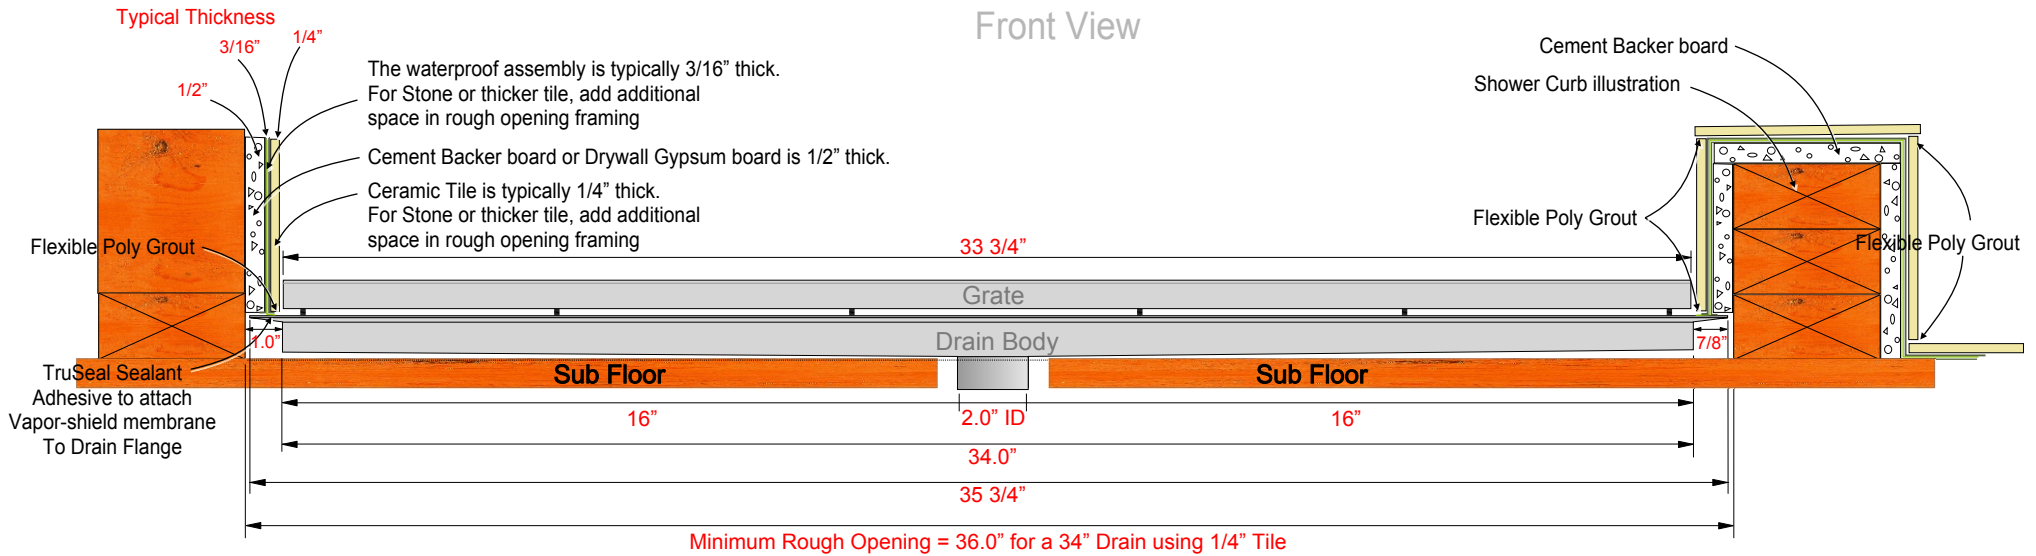 Front View
Typical Thickness
3/16”
1/4”
1/2”
The waterproof assembly is typically 3/16” thick.
For Stone or thicker tile, add additional
space in rough opening framing
Cement Backer board or Drywall Gypsum board is 1/2” thick.
Ceramic Tile is typically 1/4” thick.
For Stone or thicker tile, add additional
space in rough opening framing
Flexible Poly Grout
Cement Backer board
Shower Curb illustration
Flexible Poly Grout
Flexible Poly Grout
33 3/4”
Grate
Drain Body
1.0”
7/8”
Sub Floor
Sub Floor
TruSeal Sealant
Adhesive to attach
Vapor-shield membrane
To Drain Flange
16”
2.0” ID
16”
34.0”
35 3/4”
Minimum Rough Opening = 36.0” for a 34” Drain using 1/4” Tile